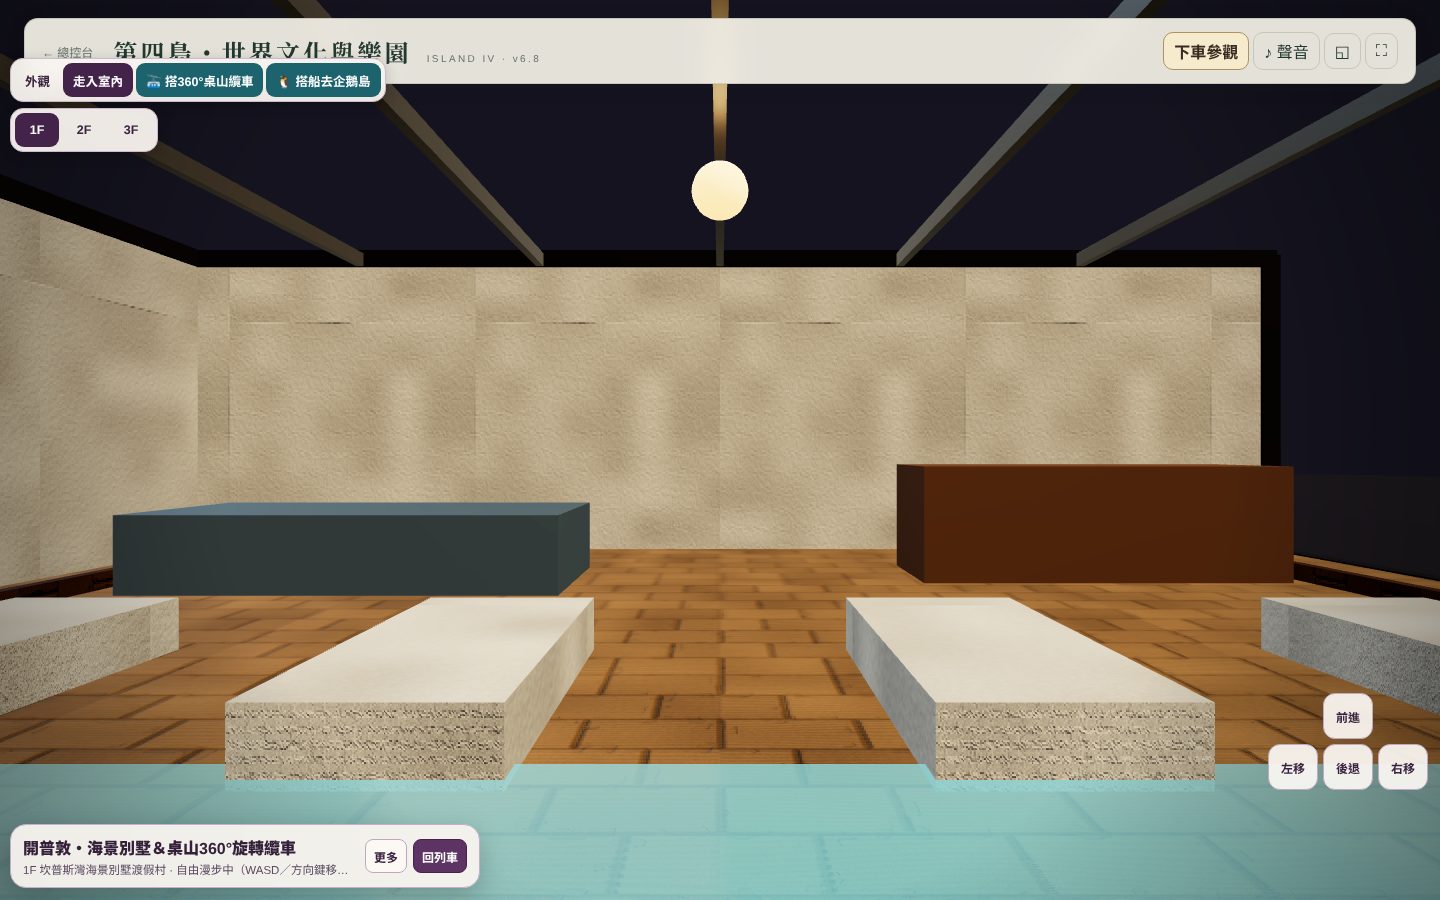 ← 總控台
第四島・世界文化與樂園
ISLAND IV · v6.8
下車參觀
♪ 聲音
外觀
走入室內
🚠 搭360°桌山纜車
🐧 搭船去企鵝島
1F
2F
3F
前進
左移
後退
右移
開普敦・海景別墅＆桌山360°旋轉纜車
1F 坎普斯灣海景別墅渡假村 · 自由漫步中（WASD／方向鍵移…
更多
回列車